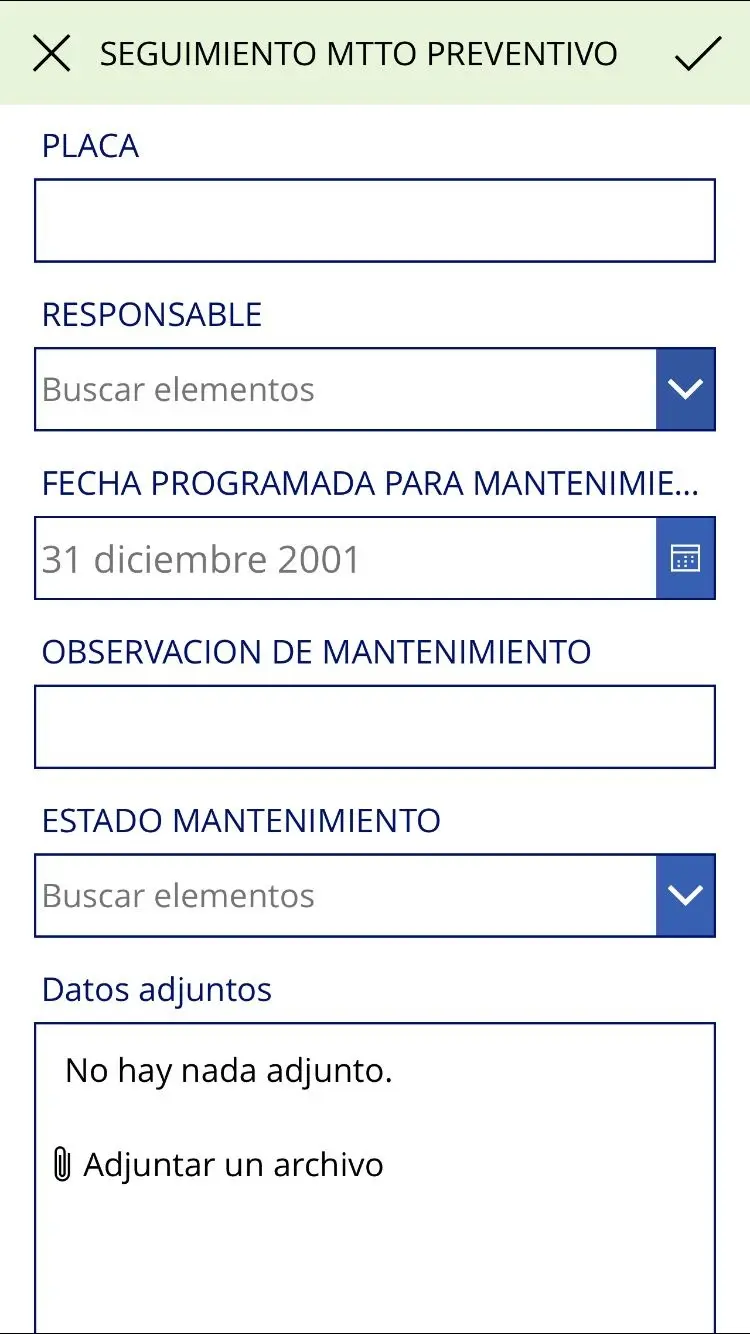 SEGUIMIENTO MTTO PREVENTIVO
PLACA
RESPONSABLE
Buscar elementos
FECHA PROGRAMADA PARA MANTENIMIE...
31 diciembre 2001
OBSERVACION DE MANTENIMIENTO
ESTADO MANTENIMIENTO
Buscar elementos
Datos adjuntos
No hay nada adjunto.
Adjuntar un archivo